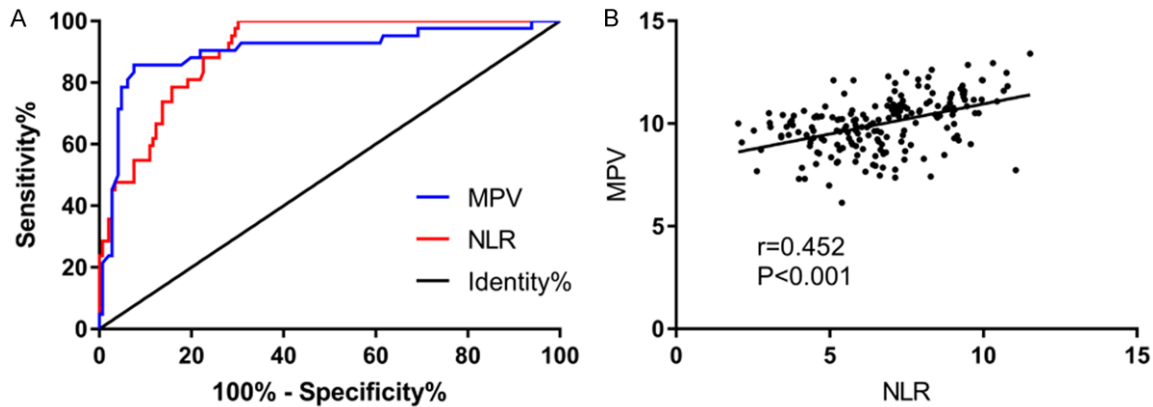 A
100
80
60
40
20
0
Sensitivity%
MPV
NLR
Identity%
0 20 40 60 80 100
100% - Specificity%
B
15
10
5
0
MPV
r=0.452
P<0.001
0 5 10 15
NLR